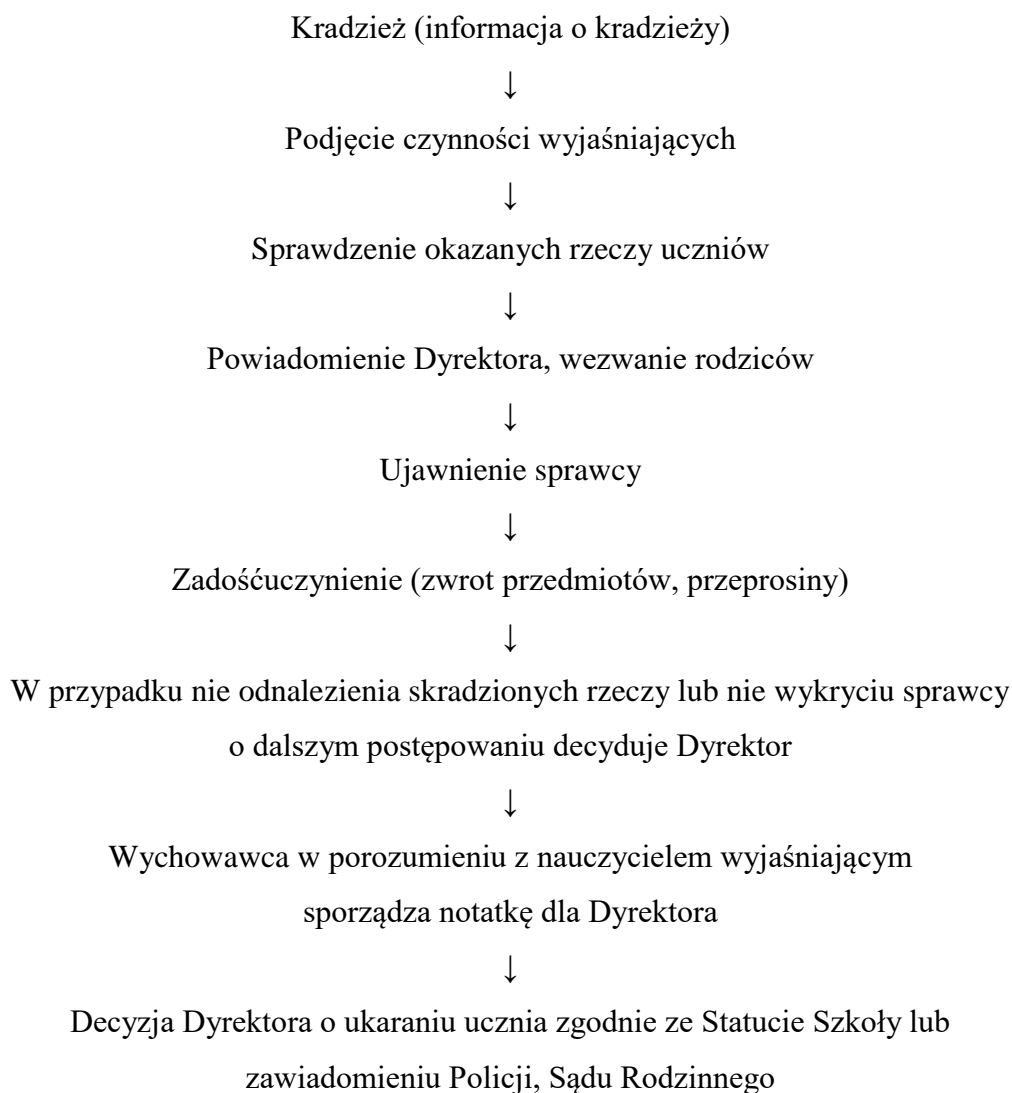 Kradzież (informacja o kradzieży)
↓
Podjęcie czynności wyjaśniających
↓
Sprawdzenie okazanych rzeczy uczniów
↓
Powiadomienie Dyrektora, wezwanie rodziców
↓
Ujawnienie sprawcy
↓
Zadośćuczynienie (zwrot przedmiotów, przeprosiny)
↓
W przypadku nie odnalezienia skradzionych rzeczy lub nie wykryciu sprawcy
o dalszym postępowaniu decyduje Dyrektor
↓
Wychowawca w porozumieniu z nauczycielem wyjaśniającym
sporządza notatkę dla Dyrektora
↓
Decyzja Dyrektora o ukaraniu ucznia zgodnie ze Statucie Szkoły lub
zawiadomieniu Policji, Sądu Rodzinnego